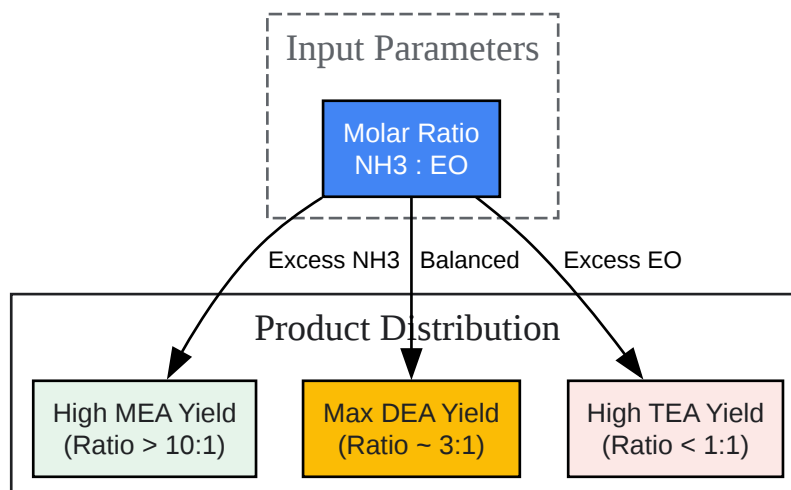 Input Parameters
Molar Ratio
NH3 : EO
Excess NH3
Balanced
Excess EO
Product Distribution
High MEA Yield
(Ratio > 10:1)
Max DEA Yield
(Ratio ~ 3:1)
High TEA Yield
(Ratio < 1:1)